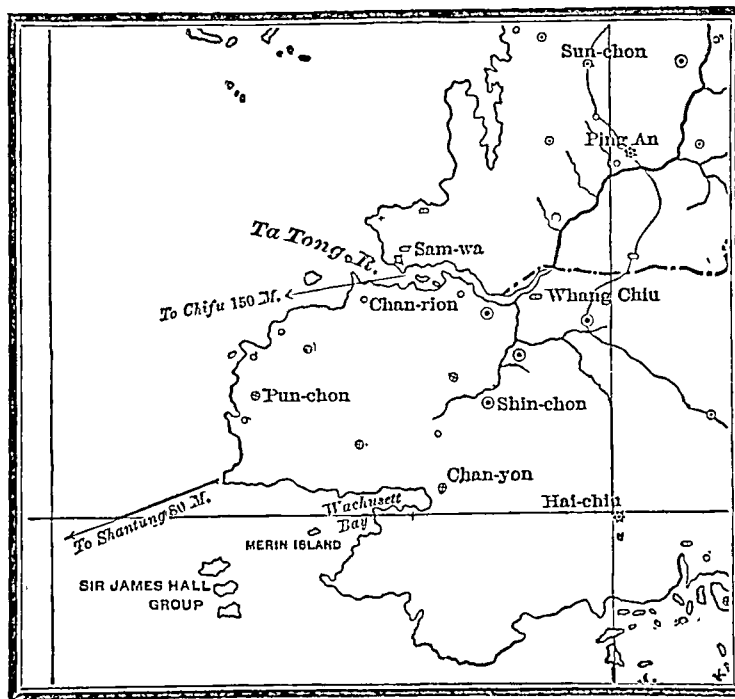 Sun-chon
Ping An
Ta Tong R.
Sam-wa
To Chifu 150 M.
Chan-rion
Whang Chiu
Pun-chon
Shin-chon
Chan-yon
To Shantung 80 M.
Wachusett
Bay
Hai-chiu
MERIN ISLAND
SIR JAMES HALL
GROUP